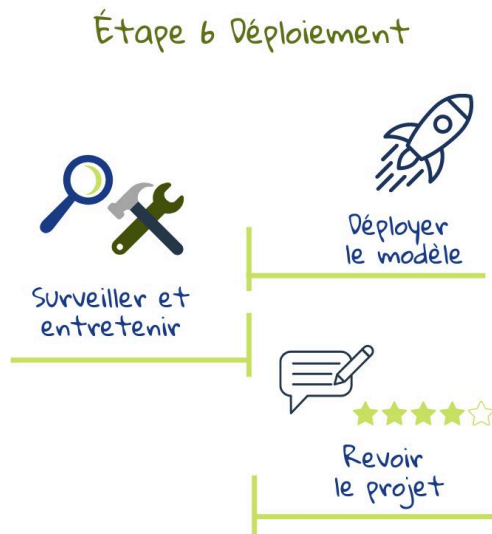 Étape 6 Déploiement
Déployer
le modèle
Surveiller et
entretenir
Revoir
le projet